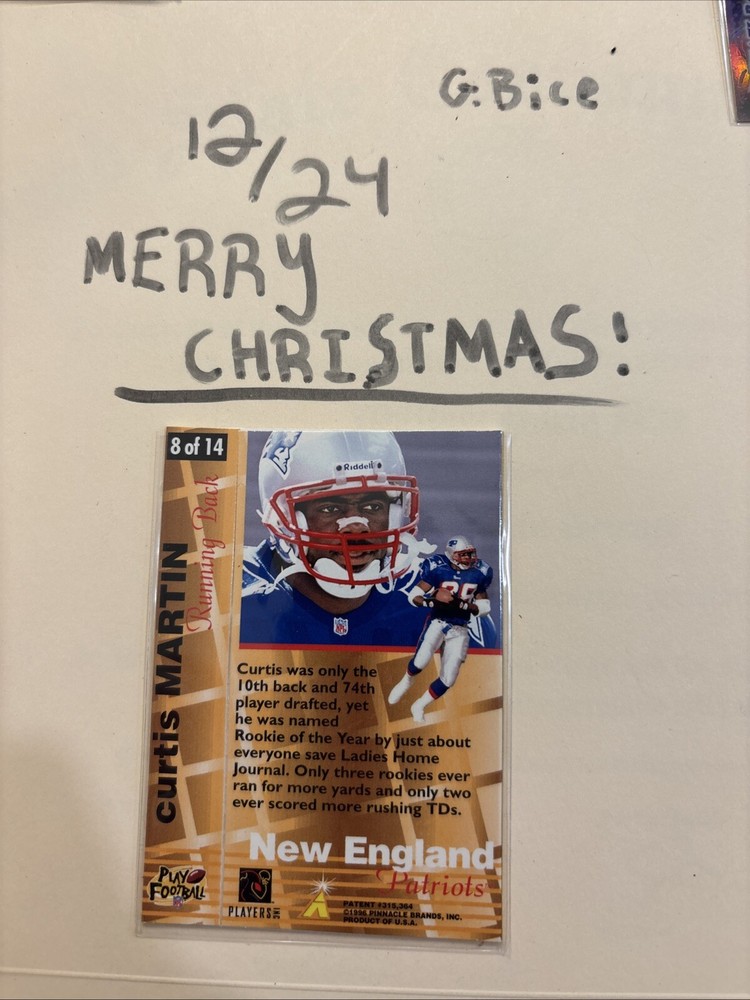 G. Bice
12/24
MERRY
CHRISTMAS!
8 of 14
Running Back
curtis MARTIN
Riddell
NFL
Curtis was only the
10th back and 74th
player drafted, yet
he was named
Rookie of the Year by just about
everyone save Ladies Home
Journal. Only three rookies ever
ran for more yards and only two
ever scored more rushing TDs.
New England
Patriots
PLAY
FOOTBALL
NFL
PLAYERS INC
PATENT #315,364
©1996 PINNACLE BRANDS, INC.
PRODUCT OF U.S.A.